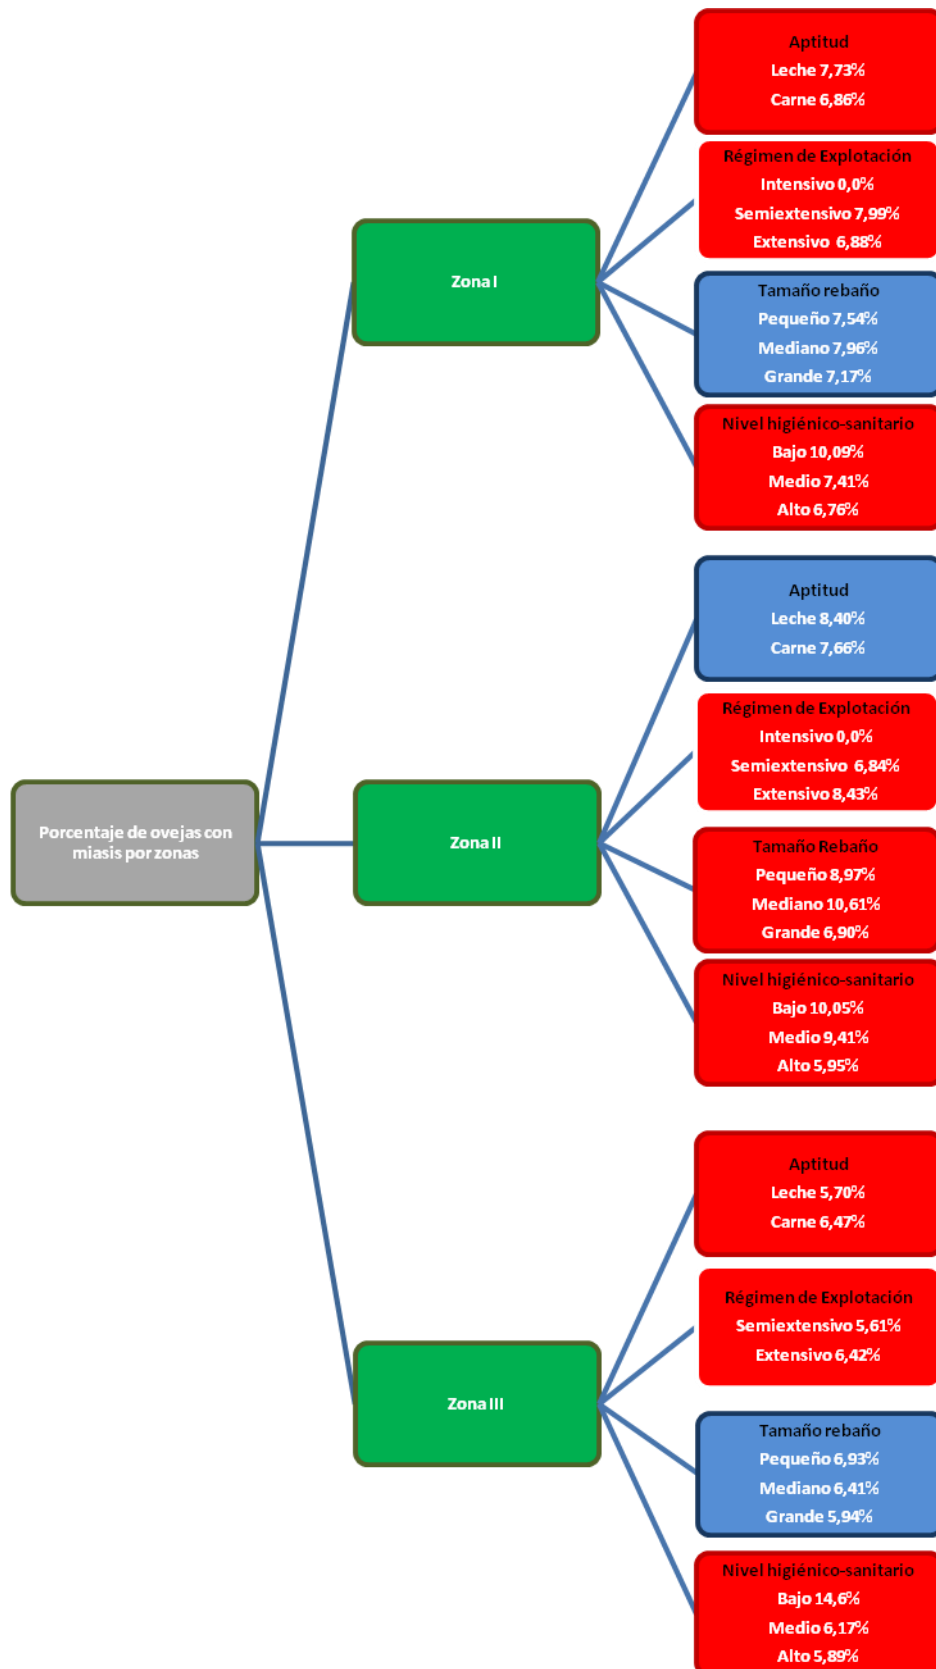 Porcentaje de ovejas con
miasis por zonas
Zona I
Aptitud
Leche 7,73%
Carne 6,86%
Régimen de Explotación
Intensivo 0,0%
Semiextensivo 7,99%
Extensivo 6,88%
Tamaño rebaño
Pequeño 7,54%
Mediano 7,96%
Grande 7,17%
Nivel higiénico-sanitario
Bajo 10,09%
Medio 7,41%
Alto 6,76%
Zona II
Aptitud
Leche 8,40%
Carne 7,66%
Régimen de Explotación
Intensivo 0,0%
Semiextensivo 6,84%
Extensivo 8,43%
Tamaño Rebaño
Pequeño 8,97%
Mediano 10,61%
Grande 6,90%
Nivel higiénico-sanitario
Bajo 10,05%
Medio 9,41%
Alto 5,95%
Zona III
Aptitud
Leche 5,70%
Carne 6,47%
Régimen de Explotación
Semiextensivo 5,61%
Extensivo 6,42%
Tamaño rebaño
Pequeño 6,93%
Mediano 6,41%
Grande 5,94%
Nivel higiénico-sanitario
Bajo 14,6%
Medio 6,17%
Alto 5,89%